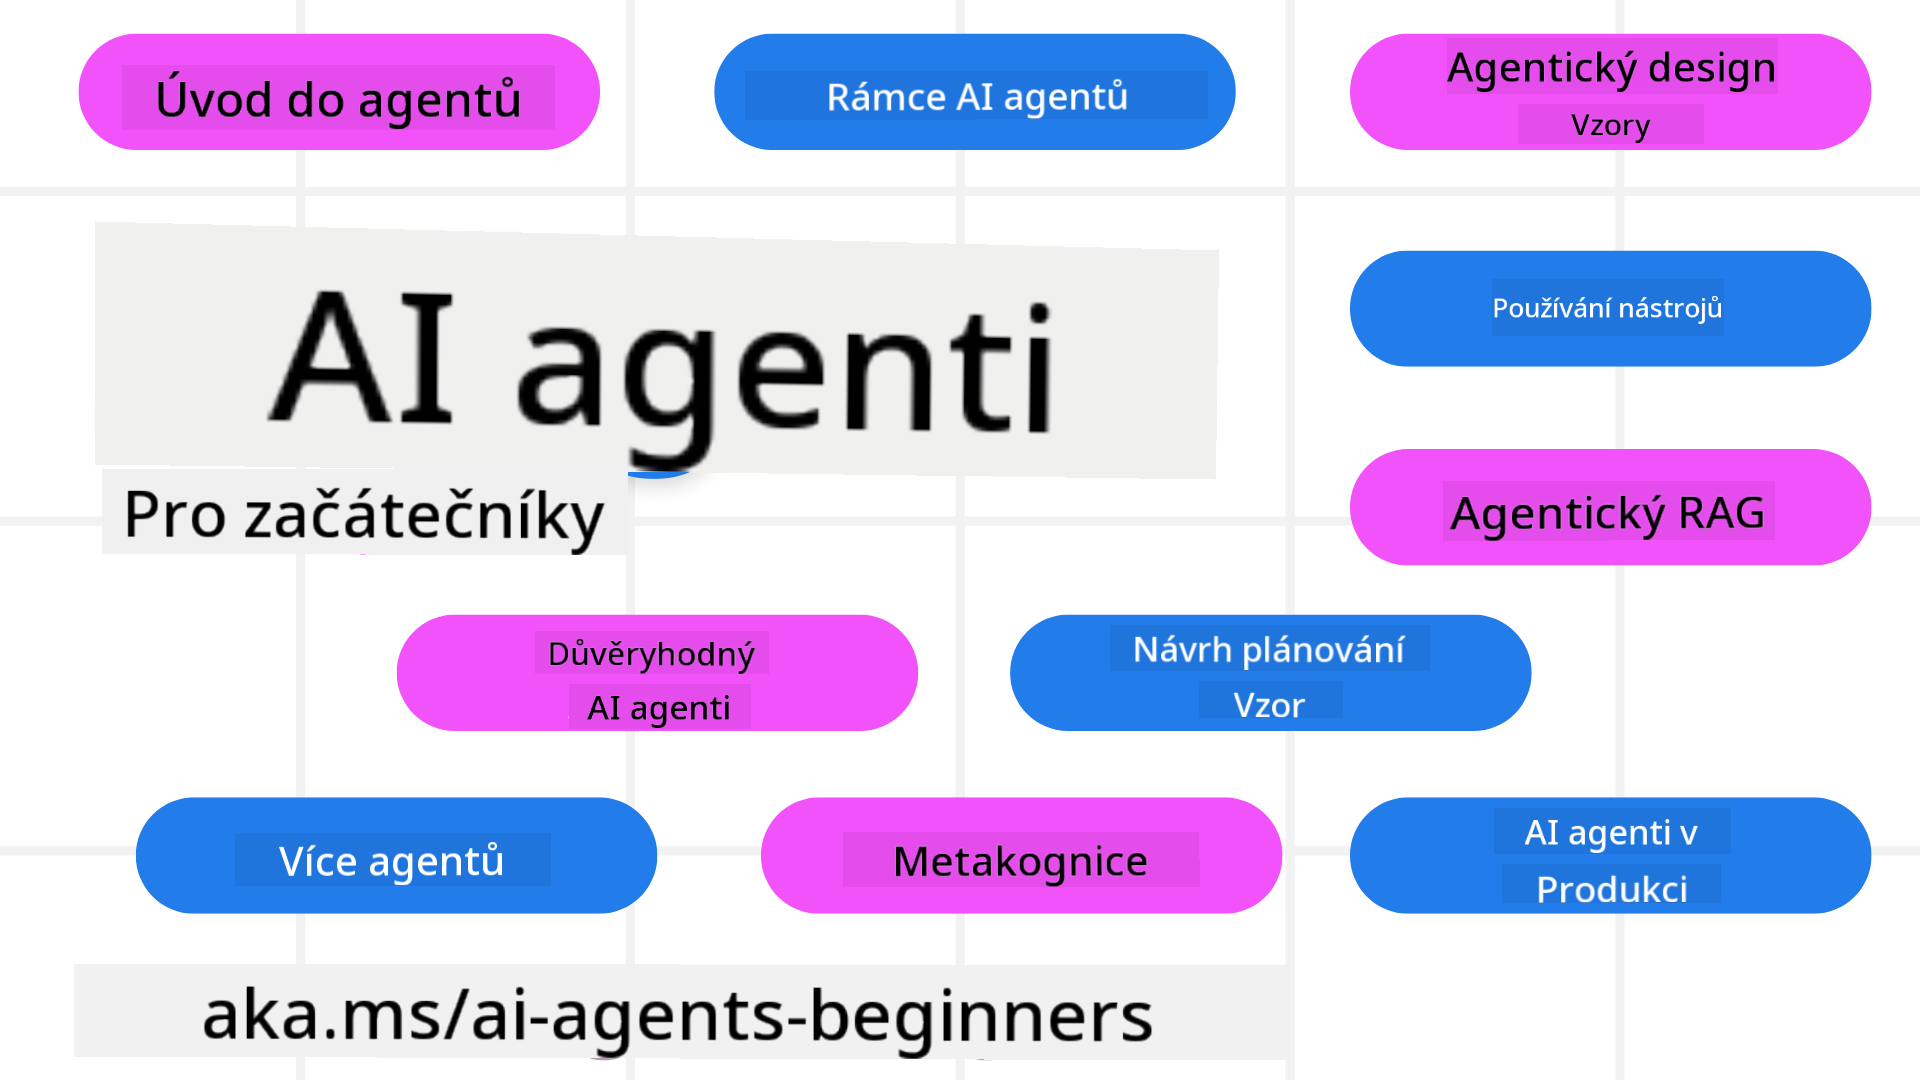 Úvod do agentů
Rámce AI agentů
Agentický design
Vzory
AI agenti
Pro začátečníky
Používání nástrojů
Agentický RAG
Důvěryhodný
AI agenti
Návrh plánování
Vzor
Více agentů
Metakognice
AI agenti v
Produkci
aka.ms/ai-agents-beginners